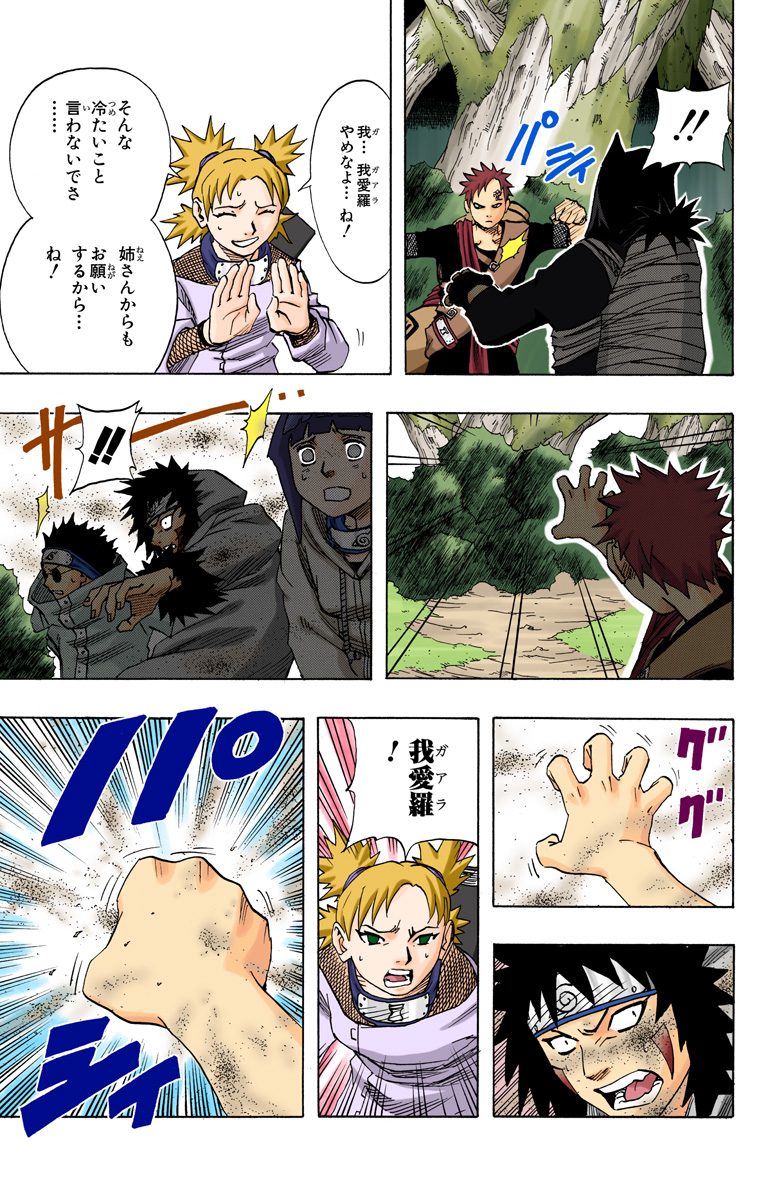 !!
パシィ
我…我愛羅
やめなよ…ね!
そんな
冷たいこと
言わないでさ
……
姉さんからも
お願い
するから…
ね!
ザー…
!!
ググ
我愛羅
!
パシィ